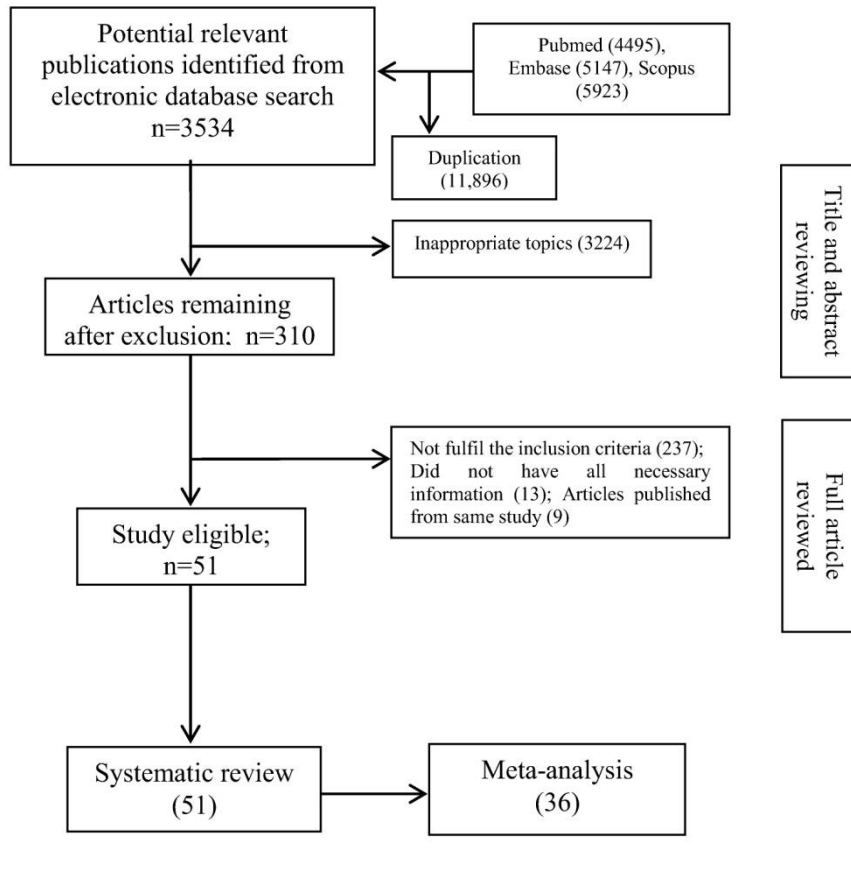 Potential relevant
publications identified from
electronic database search
n=3534
Pubmed (4495),
Embase (5147), Scopus
(5923)
Duplication
(11,896)
Inappropriate topics (3224)
Title and abstract
reviewing
Articles remaining
after exclusion; n=310
Not fulfil the inclusion criteria (237);
Did not have all necessary
information (13); Articles published
from same study (9)
Full article
reviewed
Study eligible;
n=51
Systematic review
(51)
Meta-analysis
(36)